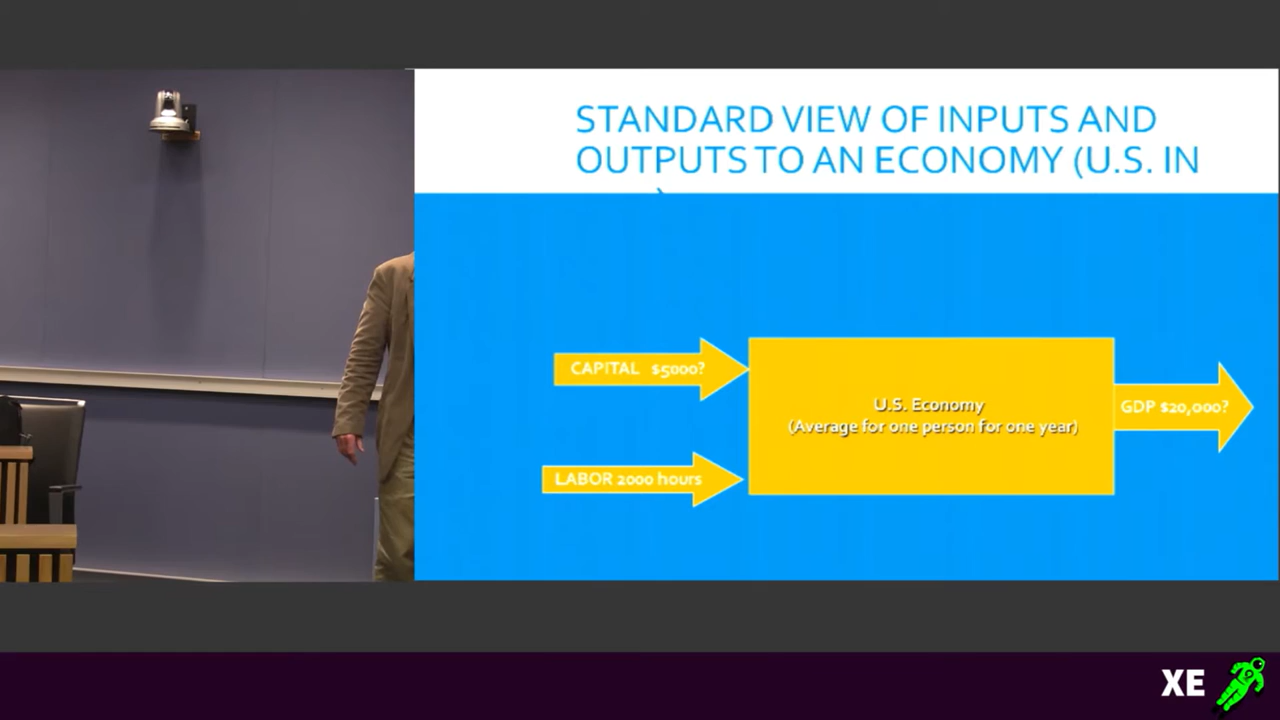 STANDARD VIEW OF INPUTS AND
OUTPUTS TO AN ECONOMY (U.S. IN
CAPITAL $5000?
U.S. Economy
(Average for one person for one year)
GDP $20,000?
LABOR 2000 hours
XE